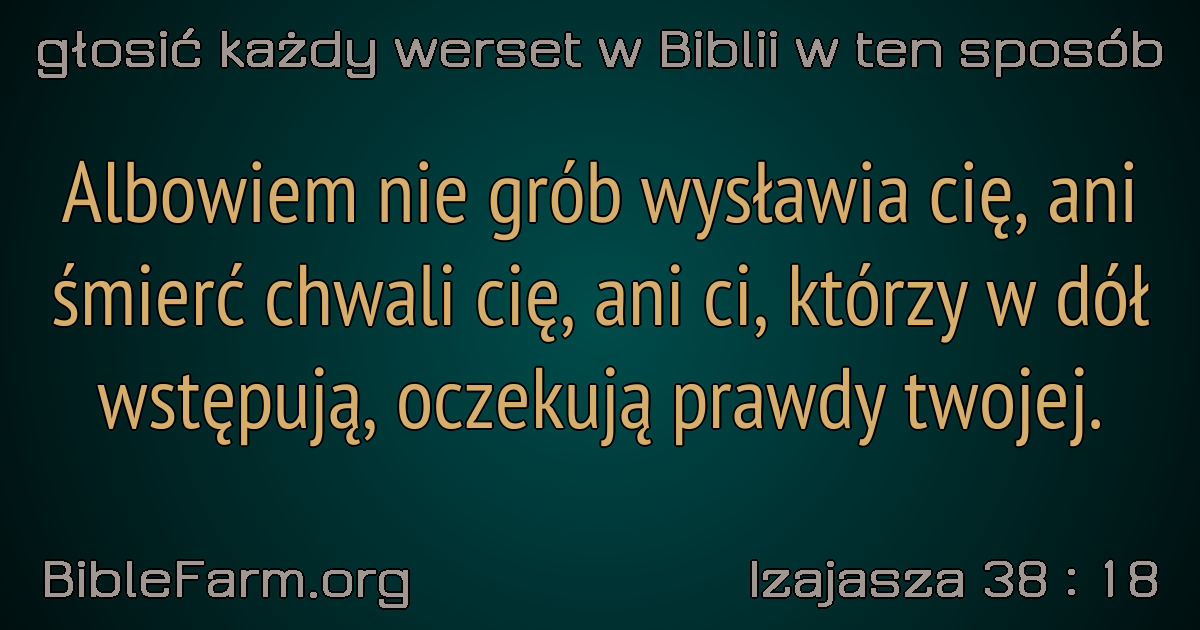 głosić każdy werset w Biblii w ten sposób
Albowiem nie grób wysławia cię, ani
śmierć chwali cię, ani ci, którzy w dół
wstępują, oczekują prawdy twojej.
BibleFarm.org
Izajasza 38 : 18